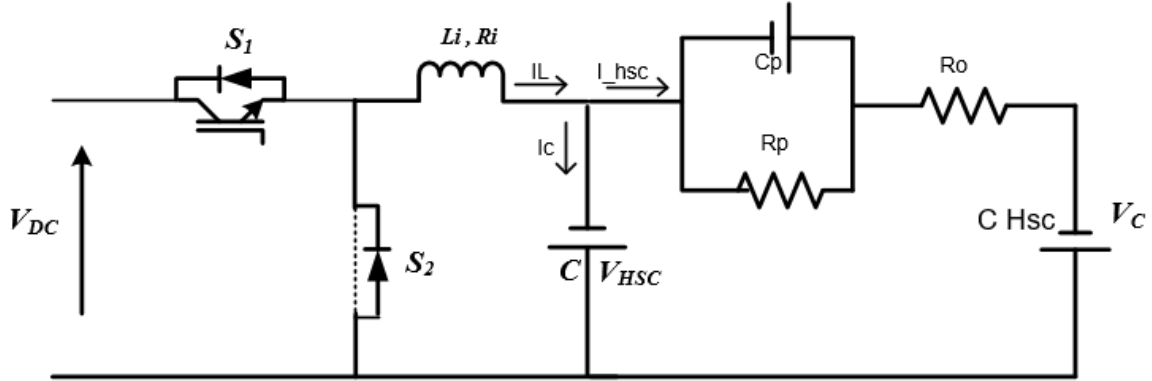 S1
Li , Ri
IL
I_hsc
Cp
Ro
Ic
Rp
VDC
S2
C
VHSC
C Hsc
VC